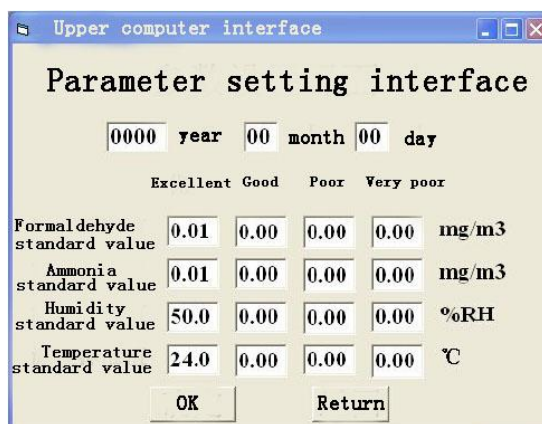 Upper computer interface
Parameter setting interface
0000 year 00 month 00 day
Excellent Good Poor Very poor
Formaldehyde
standard value 0.01 0.00 0.00 0.00 mg/m3
Ammonia
standard value 0.01 0.00 0.00 0.00 mg/m3
Humidity
standard value 50.0 0.00 0.00 0.00 %RH
Temperature
standard value 24.0 0.00 0.00 0.00 ℃
OK Return